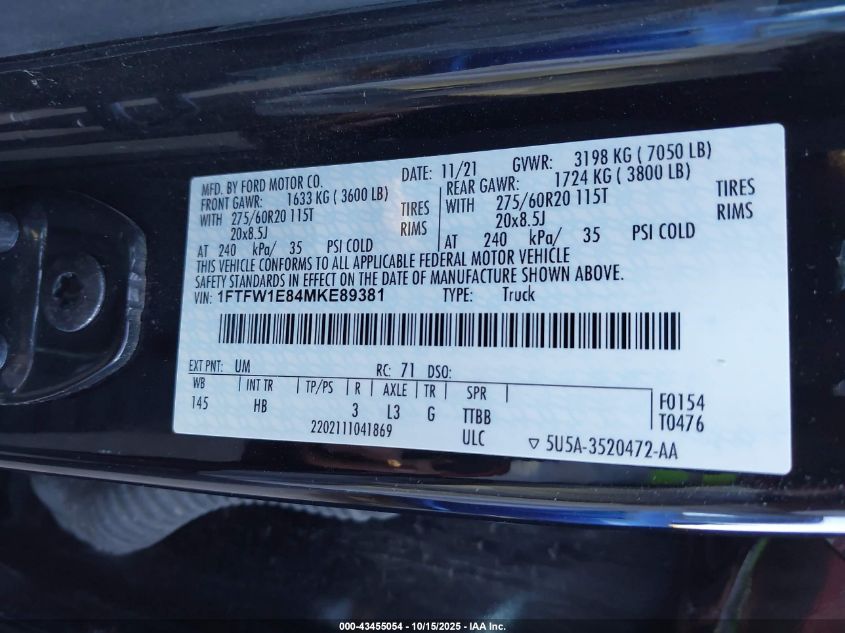 MFD. BY FORD MOTOR CO.
DATE: 11/21 GVWR: 3198 KG ( 7050 LB)
FRONT GAWR: 1633 KG ( 3600 LB)
WITH 275/60R20 115T TIRES
20x8.5J RIMS
AT 240 kPa/ 35 PSI COLD
REAR GAWR: 1724 KG ( 3800 LB)
WITH 275/60R20 115T TIRES
20x8.5J RIMS
AT 240 kPa/ 35 PSI COLD
THIS VEHICLE CONFORMS TO ALL APPLICABLE FEDERAL MOTOR VEHICLE
SAFETY STANDARDS IN EFFECT ON THE DATE OF MANUFACTURE SHOWN ABOVE.
VIN: 1FTFW1E84MKE89381 TYPE: Truck
EXT PNT: UM RC: 71 DSO:
WB INT TR TP/PS R AXLE TR SPR
145 HB 3 L3 G TTBB F0154
2202111041869 ULC T0476
▽ 5U5A-3520472-AA
000-43455054 - 10/15/2025 - IAA Inc.